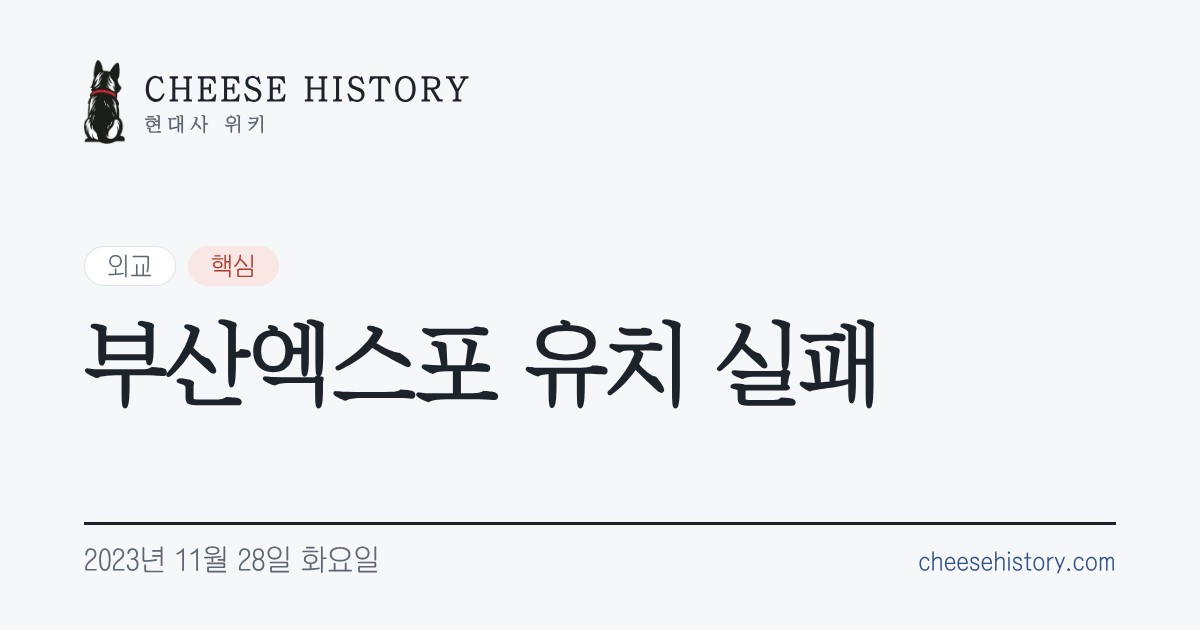 CHEESE HISTORY
현대사 위키
외교 핵심
부산엑스포 유치 실패
2023년 11월 28일 화요일 cheesehistory.com